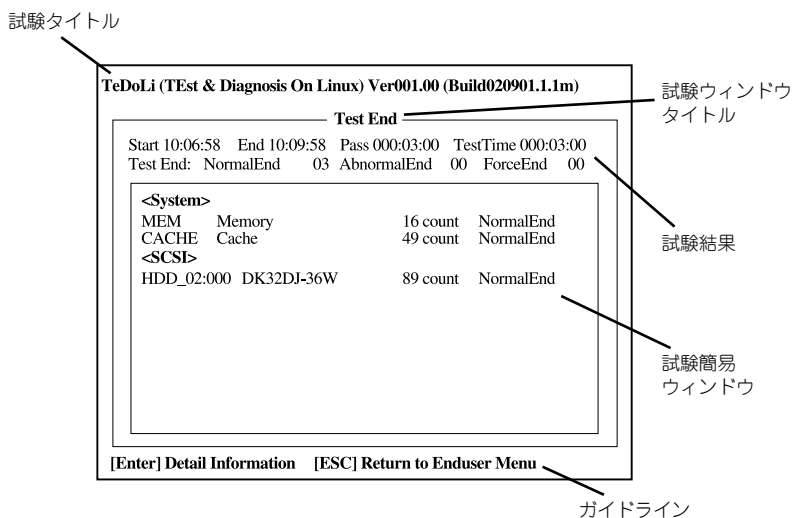 試験タイトル
TeDoLi (TEst & Diagnosis On Linux) Ver001.00 (Build020901.1.1m)
試験ウィンドウ
タイトル
Test End
Start 10:06:58 End 10:09:58 Pass 000:03:00 TestTime 000:03:00
Test End: NormalEnd 03 AbnormalEnd 00 ForceEnd 00
試験結果
<System>
MEM Memory 16 count NormalEnd
CACHE Cache 49 count NormalEnd
<SCSI>
HDD_02:000 DK32DJ-36W 89 count NormalEnd
試験簡易
ウィンドウ
[Enter] Detail Information [ESC] Return to Enduser Menu
ガイドライン